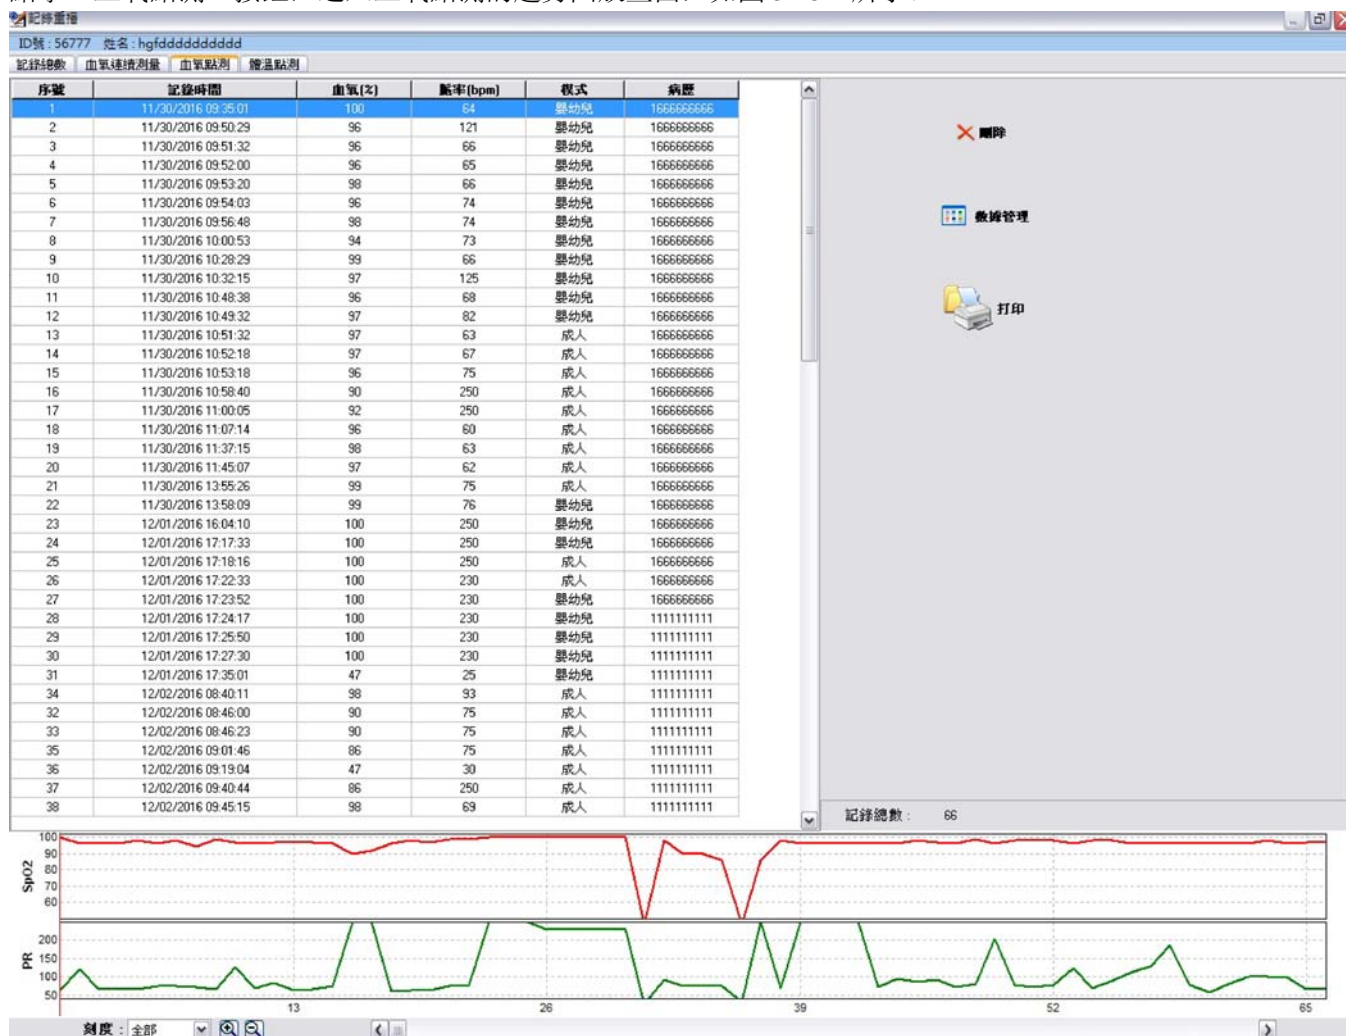 記錄重播
ID號 : 56777 姓名 : hgfdddddddddd
記錄總數 血氧連續測量 血氧點測 體溫點測
序號 記錄時間 血氧(%) 脈率(bpm) 模式 病歷
1 11/30/2016 09:35:01 100 64 嬰幼兒 1666666666
2 11/30/2016 09:50:29 96 121 嬰幼兒 1666666666
3 11/30/2016 09:51:32 96 66 嬰幼兒 1666666666
4 11/30/2016 09:52:00 96 65 嬰幼兒 1666666666
5 11/30/2016 09:53:20 98 66 嬰幼兒 1666666666
6 11/30/2016 09:54:03 96 74 嬰幼兒 1666666666
7 11/30/2016 09:56:48 98 74 嬰幼兒 1666666666
8 11/30/2016 10:00:53 94 73 嬰幼兒 1666666666
9 11/30/2016 10:28:29 99 66 嬰幼兒 1666666666
10 11/30/2016 10:32:15 97 125 嬰幼兒 1666666666
11 11/30/2016 10:48:38 96 68 嬰幼兒 1666666666
12 11/30/2016 10:49:32 97 82 嬰幼兒 1666666666
13 11/30/2016 10:51:32 97 63 成人 1666666666
14 11/30/2016 10:52:18 97 67 成人 1666666666
15 11/30/2016 10:53:18 96 75 成人 1666666666
16 11/30/2016 10:58:40 90 250 成人 1666666666
17 11/30/2016 11:00:05 92 250 成人 1666666666
18 11/30/2016 11:07:14 96 60 成人 1666666666
19 11/30/2016 11:37:15 98 63 成人 1666666666
20 11/30/2016 11:45:07 97 62 成人 1666666666
21 11/30/2016 13:55:26 99 75 成人 1666666666
22 11/30/2016 13:58:09 99 76 嬰幼兒 1666666666
23 12/01/2016 16:04:10 100 250 嬰幼兒 1666666666
24 12/01/2016 17:17:33 100 250 嬰幼兒 1666666666
25 12/01/2016 17:18:16 100 250 成人 1666666666
26 12/01/2016 17:22:33 100 230 成人 1666666666
27 12/01/2016 17:23:52 100 230 嬰幼兒 1666666666
28 12/01/2016 17:24:17 100 230 嬰幼兒 1111111111
29 12/01/2016 17:25:50 100 230 嬰幼兒 1111111111
30 12/01/2016 17:27:30 100 230 嬰幼兒 1111111111
31 12/01/2016 17:35:01 47 25 嬰幼兒 1111111111
34 12/02/2016 08:40:11 98 93 成人 1111111111
32 12/02/2016 08:46:00 90 75 成人 1111111111
33 12/02/2016 08:46:23 90 75 成人 1111111111
35 12/02/2016 09:01:46 86 75 成人 1111111111
36 12/02/2016 09:19:04 47 30 成人 1111111111
37 12/02/2016 09:40:44 86 250 成人 1111111111
38 12/02/2016 09:45:15 98 69 成人 1111111111
刪除
數據管理
打印
記錄總數 : 66
SpO2
100
90
80
70
60
PR
200
150
100
50
13 26 39 52 65
刻度 : 全部